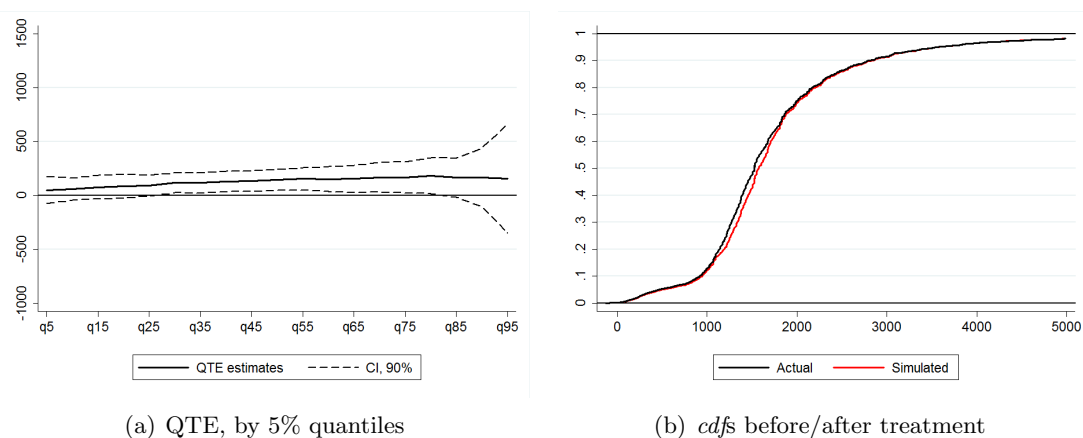 1500
1000
500
0
-500
-1000
q5 q15 q25 q35 q45 q55 q65 q75 q85 q95
QTE estimates CI, 90%
(a) QTE, by 5% quantiles
1
.9
.8
.7
.6
.5
.4
.3
.2
.1
0
0 1000 2000 3000 4000 5000
Actual Simulated
(b) cdfs before/after treatment